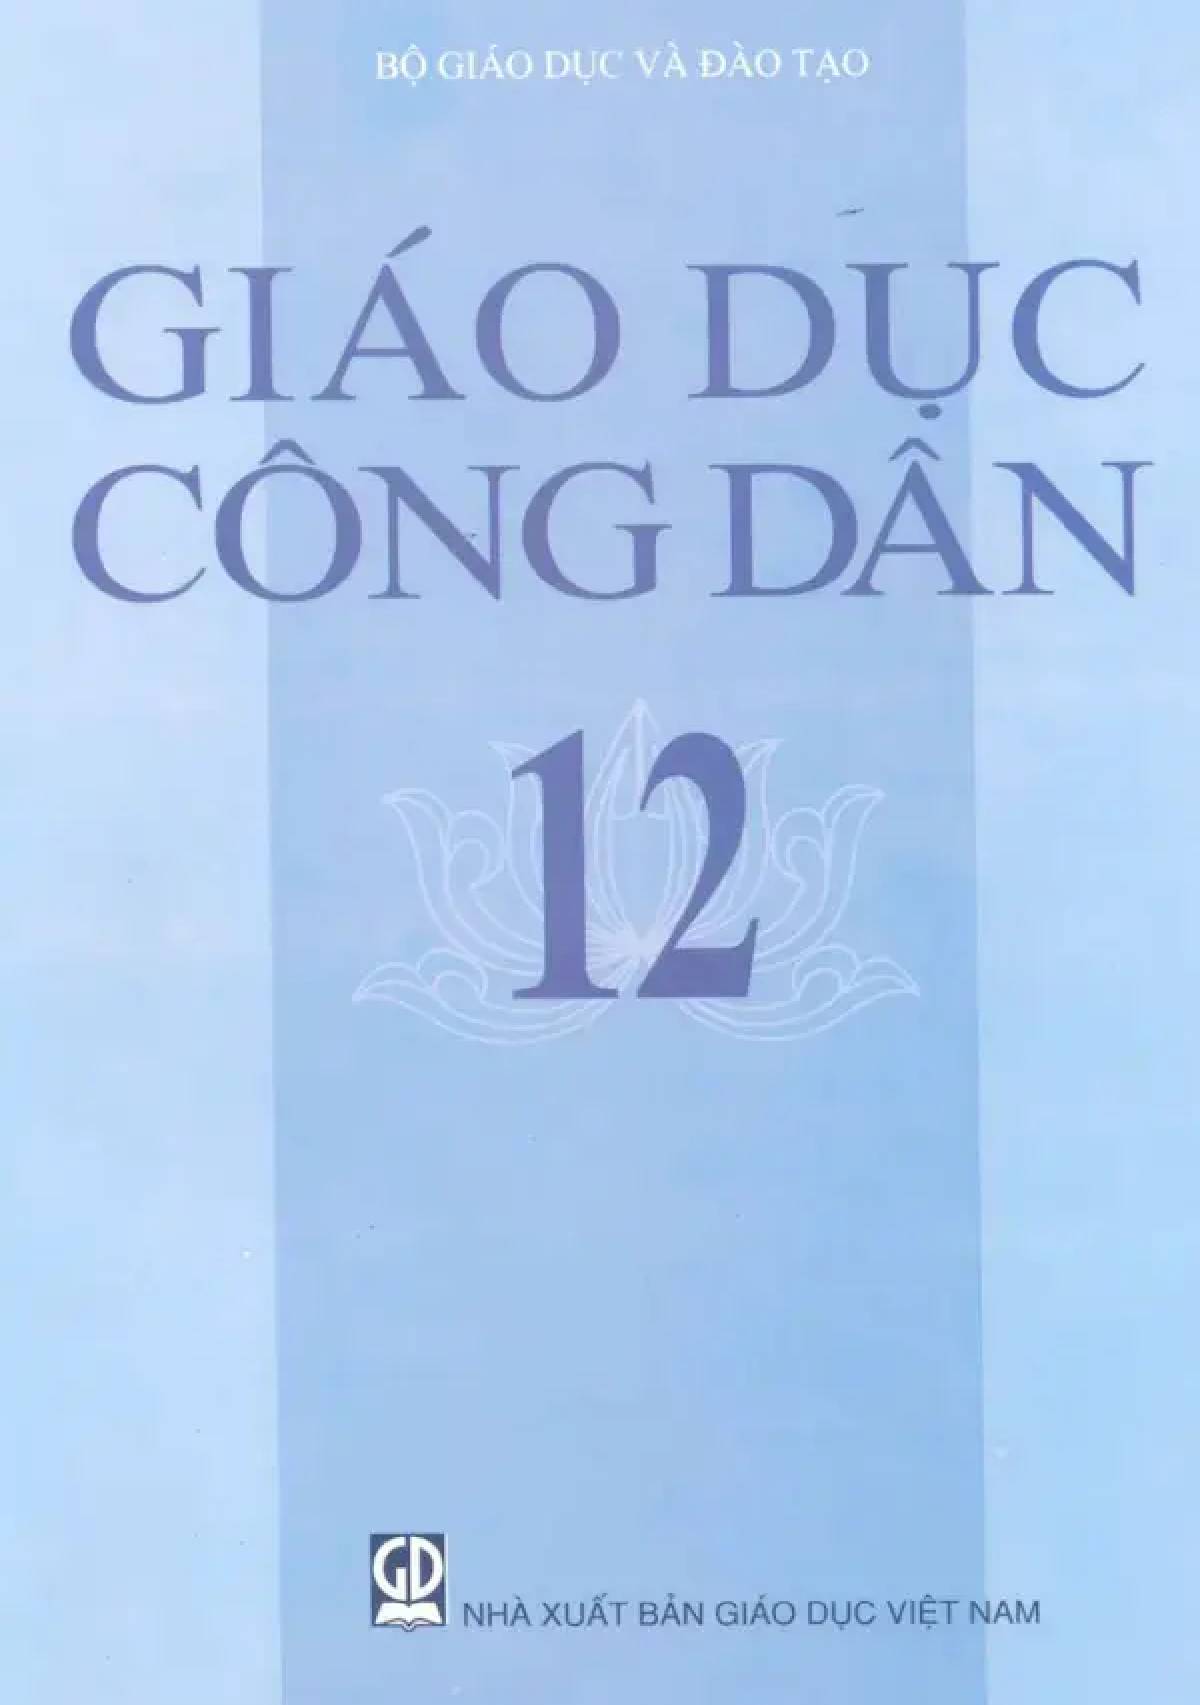 BỘ GIÁO DỤC VÀ ĐÀO TẠO
GIÁO DỤC
CÔNG DÂN
12
GD
NHÀ XUẤT BẢN GIÁO DỤC VIỆT NAM